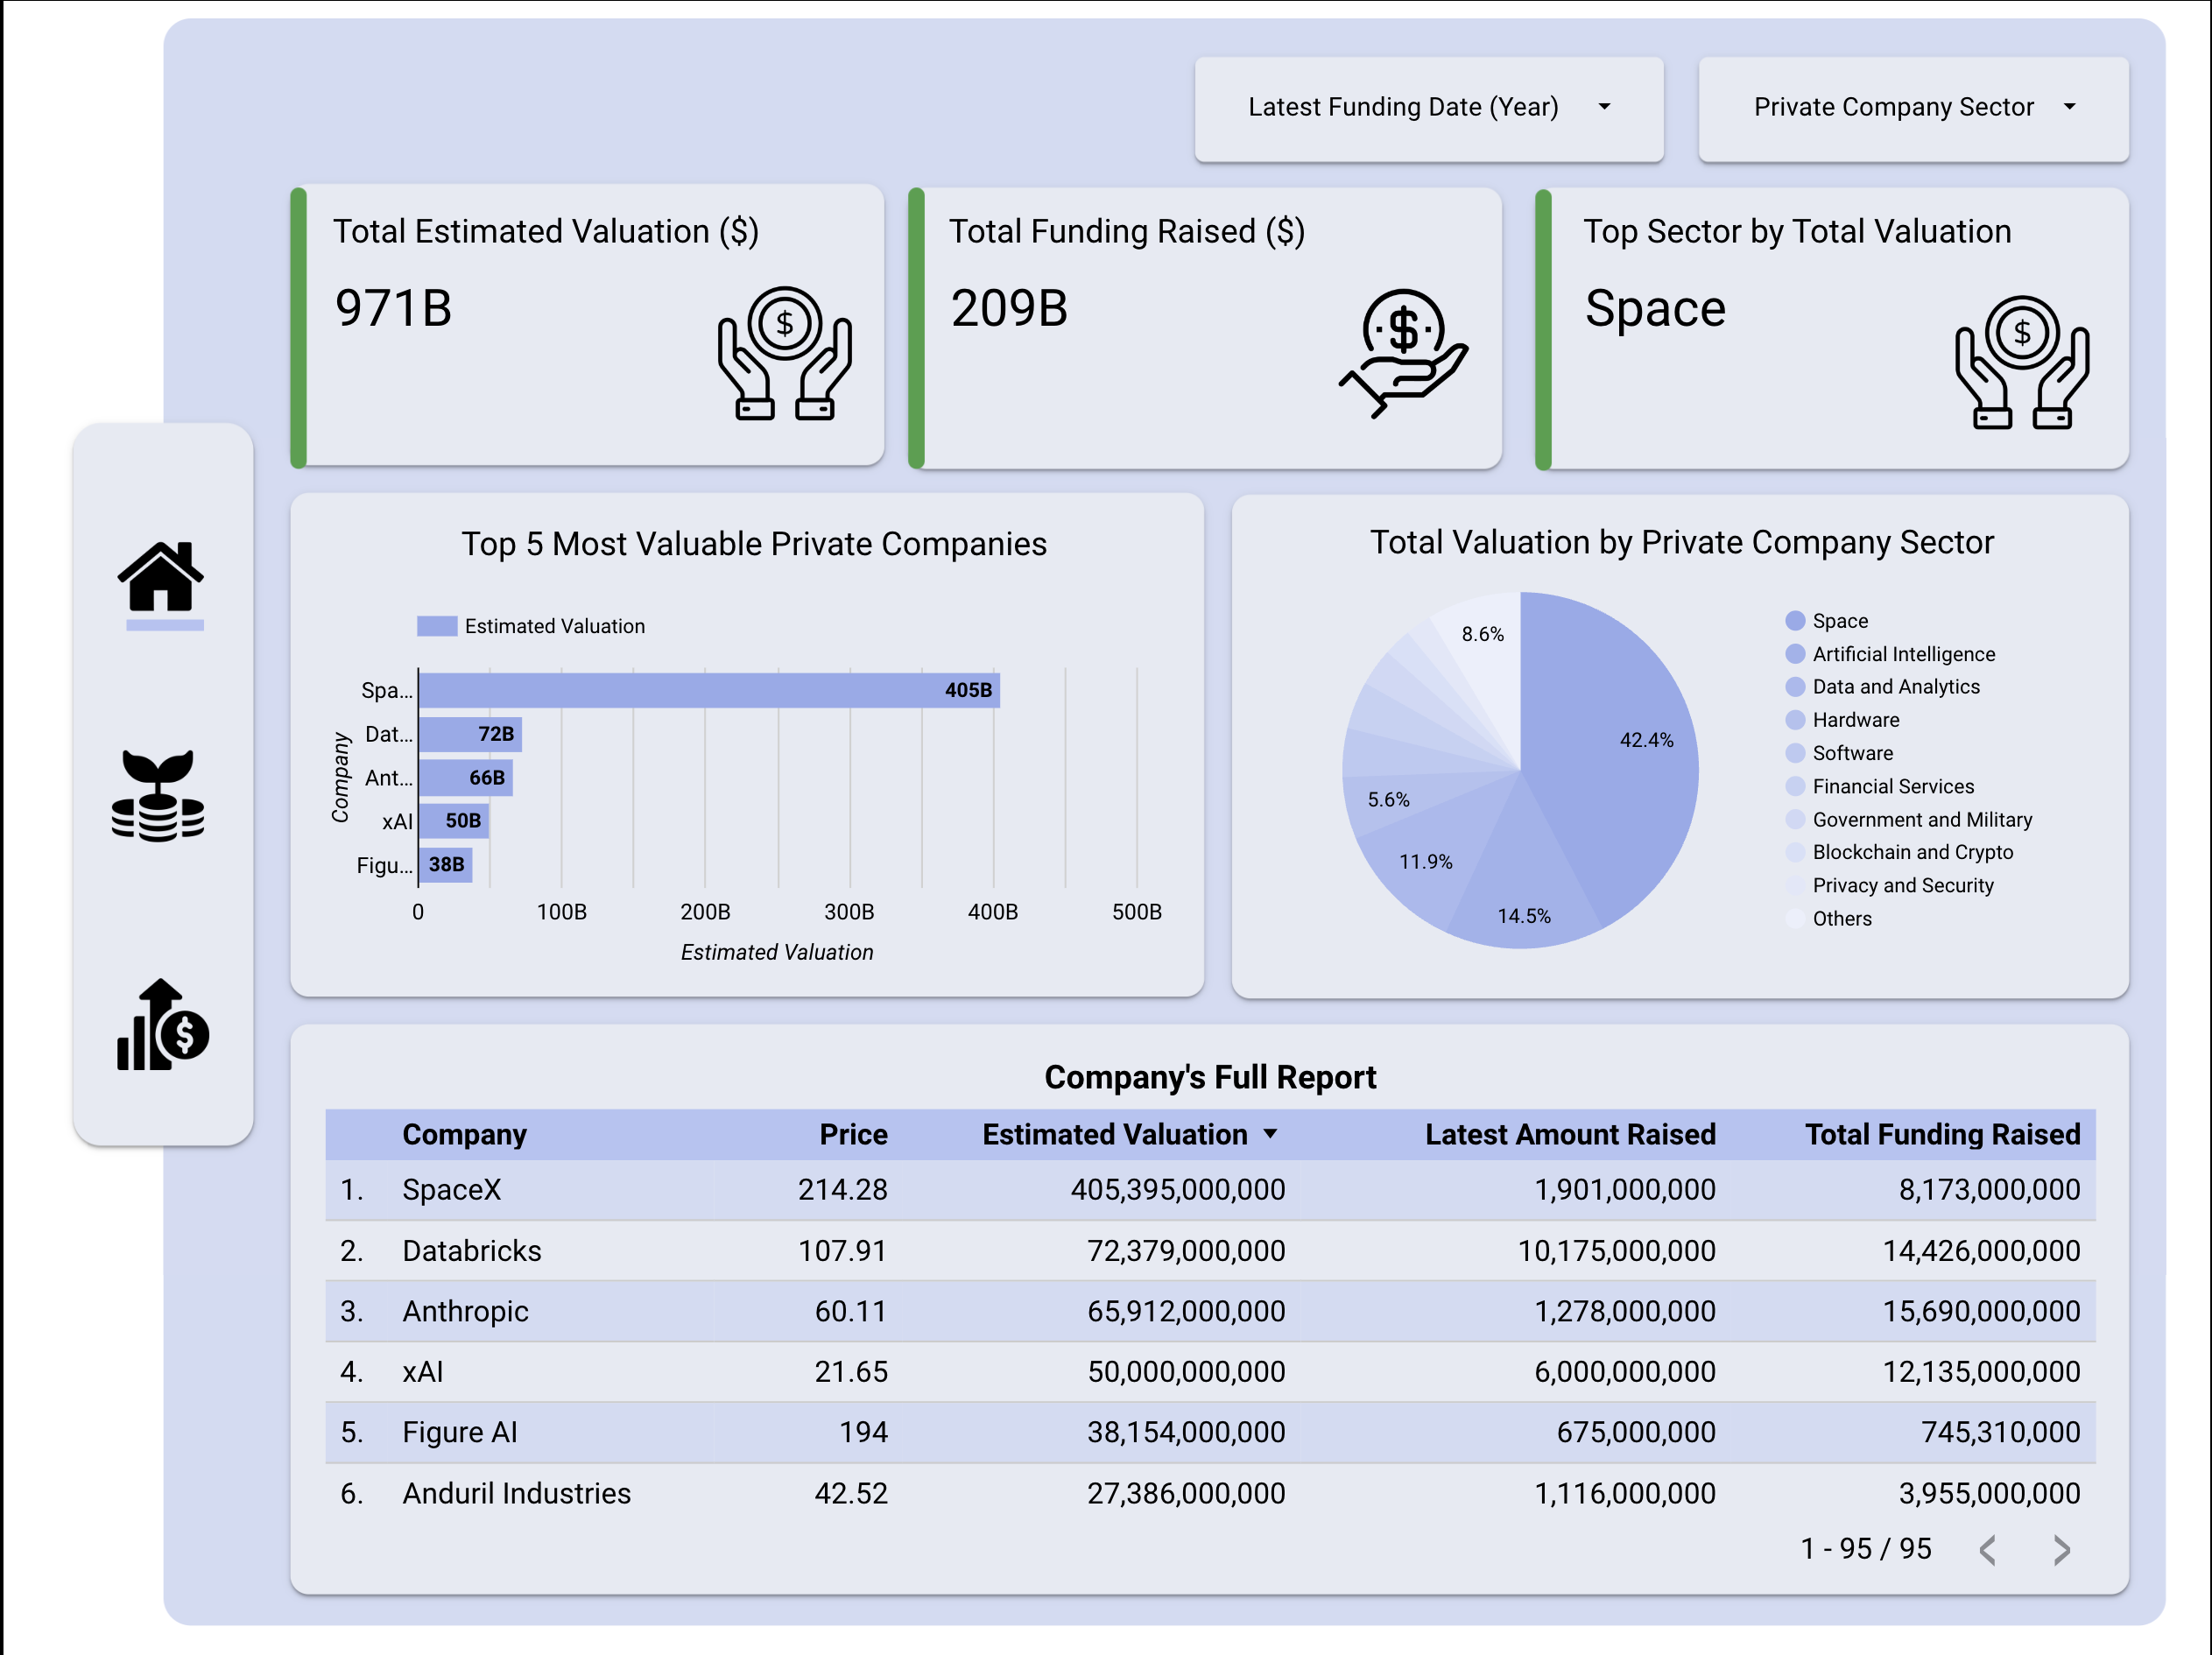 Latest Funding Date (Year)
Private Company Sector
Total Estimated Valuation ($)
971B
$
Total Funding Raised ($)
209B
$
Top Sector by Total Valuation
Space
$
Top 5 Most Valuable Private Companies
Estimated Valuation
Company
Spa... 405B
Dat... 72B
Ant... 66B
xAI 50B
Figu... 38B
0 100B 200B 300B 400B 500B
Estimated Valuation
Total Valuation by Private Company Sector
8.6%
42.4%
5.6%
11.9%
14.5%
Space
Artificial Intelligence
Data and Analytics
Hardware
Software
Financial Services
Government and Military
Blockchain and Crypto
Privacy and Security
Others
$
Company's Full Report
Company Price Estimated Valuation Latest Amount Raised Total Funding Raised
1. SpaceX 214.28 405,395,000,000 1,901,000,000 8,173,000,000
2. Databricks 107.91 72,379,000,000 10,175,000,000 14,426,000,000
3. Anthropic 60.11 65,912,000,000 1,278,000,000 15,690,000,000
4. xAI 21.65 50,000,000,000 6,000,000,000 12,135,000,000
5. Figure AI 194 38,154,000,000 675,000,000 745,310,000
6. Anduril Industries 42.52 27,386,000,000 1,116,000,000 3,955,000,000
1 - 95 / 95